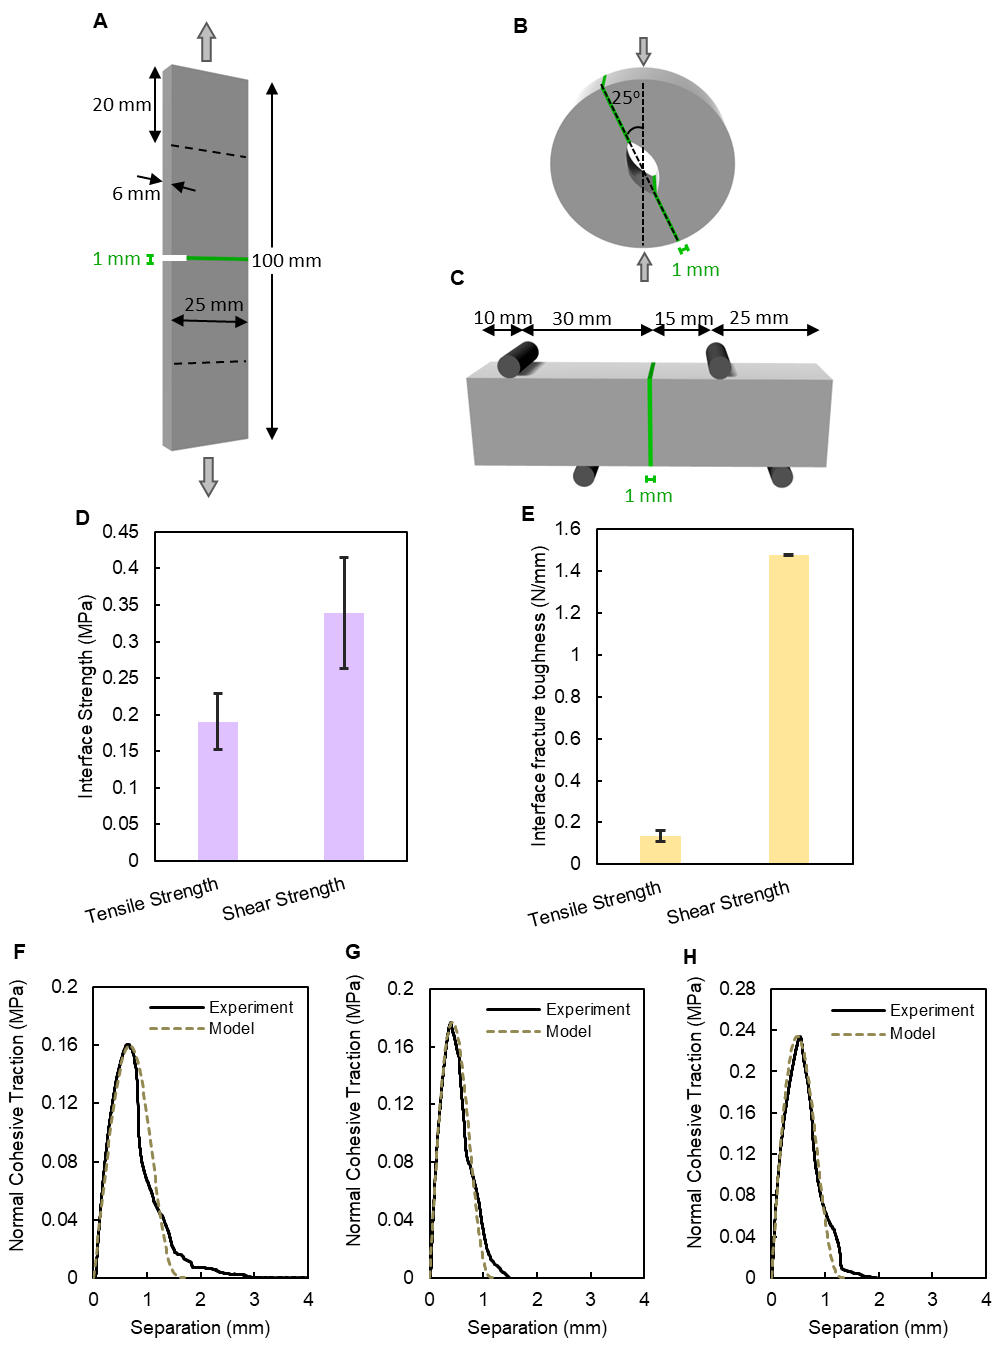 A
20 mm
6 mm
1 mm
100 mm
25 mm
B
25º
1 mm
C
10 mm 30 mm 15 mm 25 mm
1 mm
D
Interface Strength (MPa)
0.45
0.4
0.35
0.3
0.25
0.2
0.15
0.1
0.05
0
Tensile Strength
Shear Strength
E
Interface fracture toughness (N/mm)
1.6
1.4
1.2
1
0.8
0.6
0.4
0.2
0
Tensile Strength
Shear Strength
F
Normal Cohesive Traction (MPa)
0.2
0.16
0.12
0.08
0.04
0
Experiment
Model
0 1 2 3 4
Separation (mm)
G
Normal Cohesive Traction (MPa)
0.2
0.16
0.12
0.08
0.04
0
Experiment
Model
0 1 2 3 4
Separation (mm)
H
Normal Cohesive Traction (MPa)
0.28
0.24
0.2
0.16
0.12
0.08
0.04
0
Experiment
Model
0 1 2 3 4
Separation (mm)